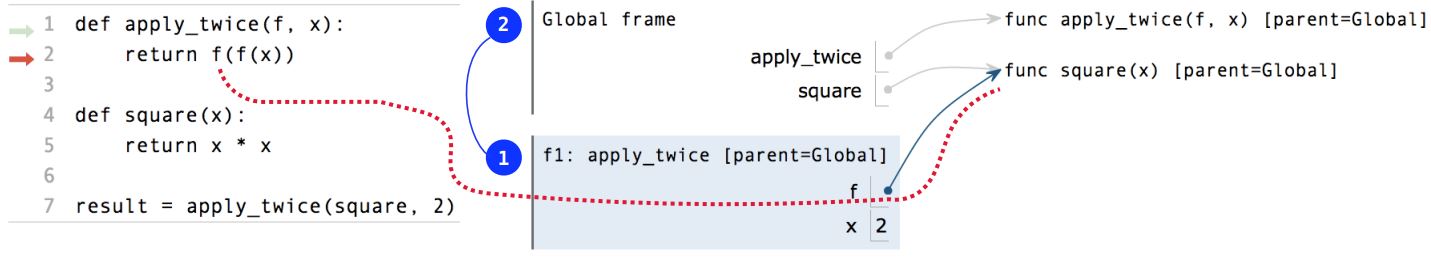 1 def apply_twice(f, x):
2     return f(f(x))
3
4 def square(x):
5     return x * x
6
7 result = apply_twice(square, 2)
2 Global frame
apply_twice
square
1 f1: apply_twice [parent=Global]
f
x 2
func apply_twice(f, x) [parent=Global]
func square(x) [parent=Global]